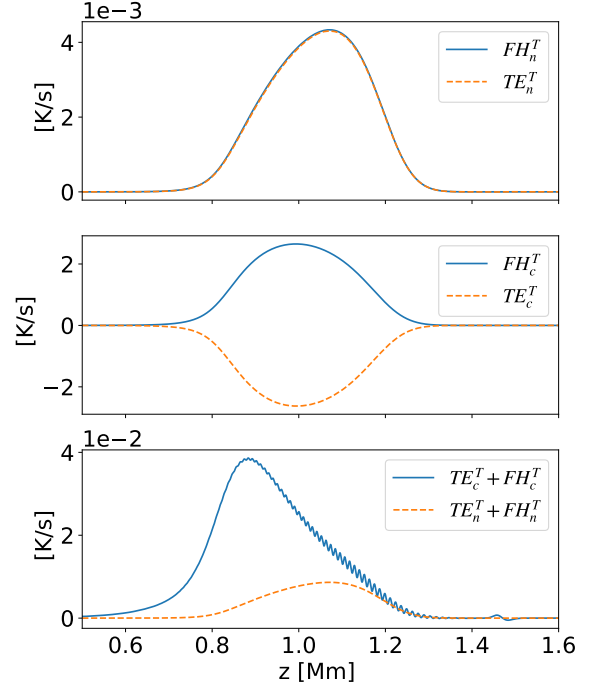 1e−3
4
2
0
[K/s]
FH_n^T
TE_n^T
2
0
−2
[K/s]
FH_c^T
TE_c^T
1e−2
4
2
0
[K/s]
TE_c^T + FH_c^T
TE_n^T + FH_n^T
0.6 0.8 1.0 1.2 1.4 1.6
z [Mm]